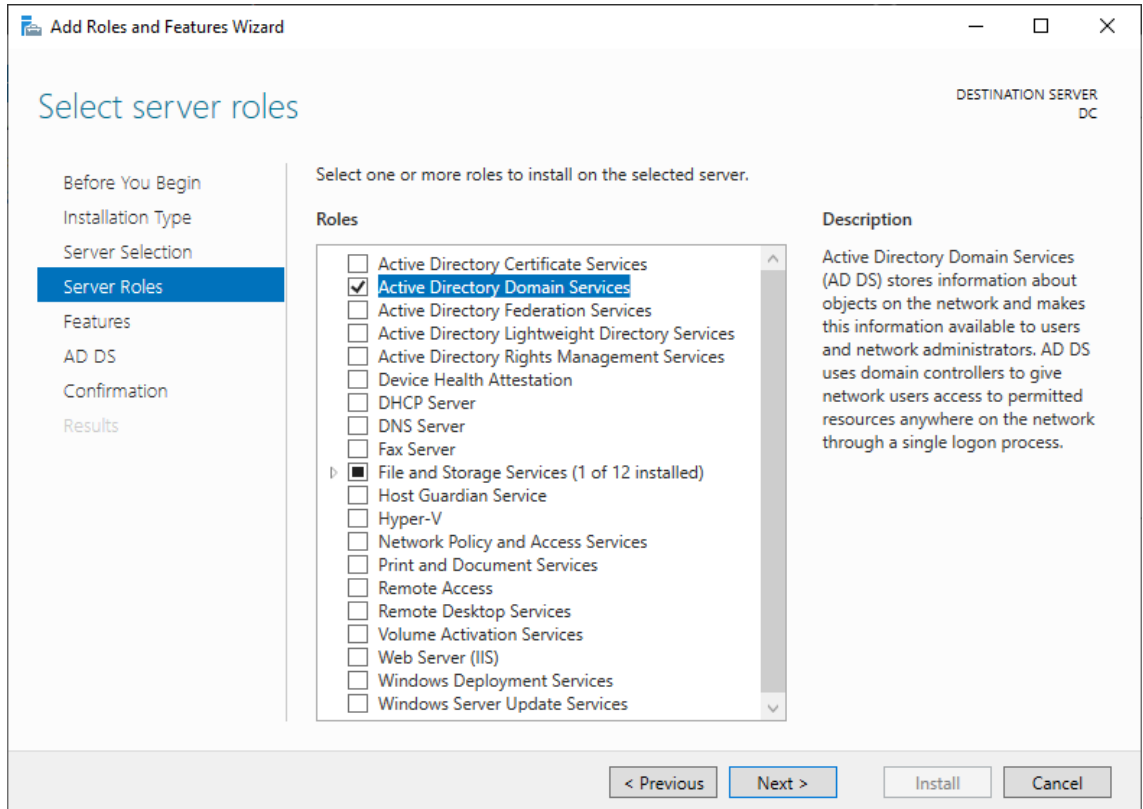 Add Roles and Features Wizard
Select server roles
DESTINATION SERVER
DC
Before You Begin
Installation Type
Server Selection
Server Roles
Features
AD DS
Confirmation
Results
Select one or more roles to install on the selected server.
Roles
Active Directory Certificate Services
Active Directory Domain Services
Active Directory Federation Services
Active Directory Lightweight Directory Services
Active Directory Rights Management Services
Device Health Attestation
DHCP Server
DNS Server
Fax Server
File and Storage Services (1 of 12 installed)
Host Guardian Service
Hyper-V
Network Policy and Access Services
Print and Document Services
Remote Access
Remote Desktop Services
Volume Activation Services
Web Server (IIS)
Windows Deployment Services
Windows Server Update Services
Description
Active Directory Domain Services
(AD DS) stores information about
objects on the network and makes
this information available to users
and network administrators. AD DS
uses domain controllers to give
network users access to permitted
resources anywhere on the network
through a single logon process.
< Previous
Next >
Install
Cancel